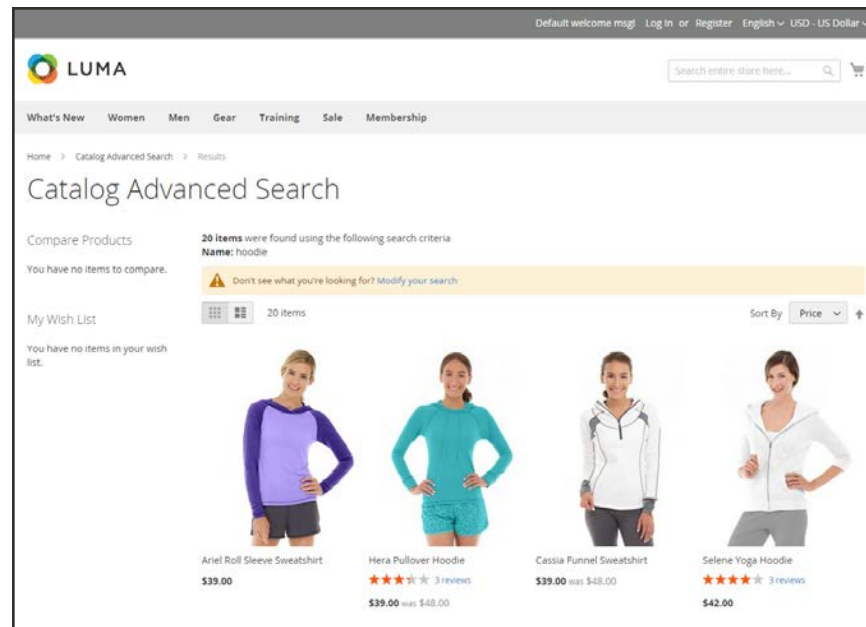 Default welcome msg! Log In or Register English USD - US Dollar
LUMA
Search entire store here...
What's New Women Men Gear Training Sale Membership
Home > Catalog Advanced Search > Results
Catalog Advanced Search
Compare Products
You have no items to compare.
My Wish List
You have no items in your wish
list.
20 items were found using the following search criteria
Name: hoodie
Don't see what you're looking for? Modify your search
20 items
Sort By Price
Ariel Roll Sleeve Sweatshirt
$39.00
Hera Pullover Hoodie
3 reviews
$39.00 was $48.00
Cassia Funnel Sweatshirt
$39.00 was $48.00
Selene Yoga Hoodie
3 reviews
$42.00